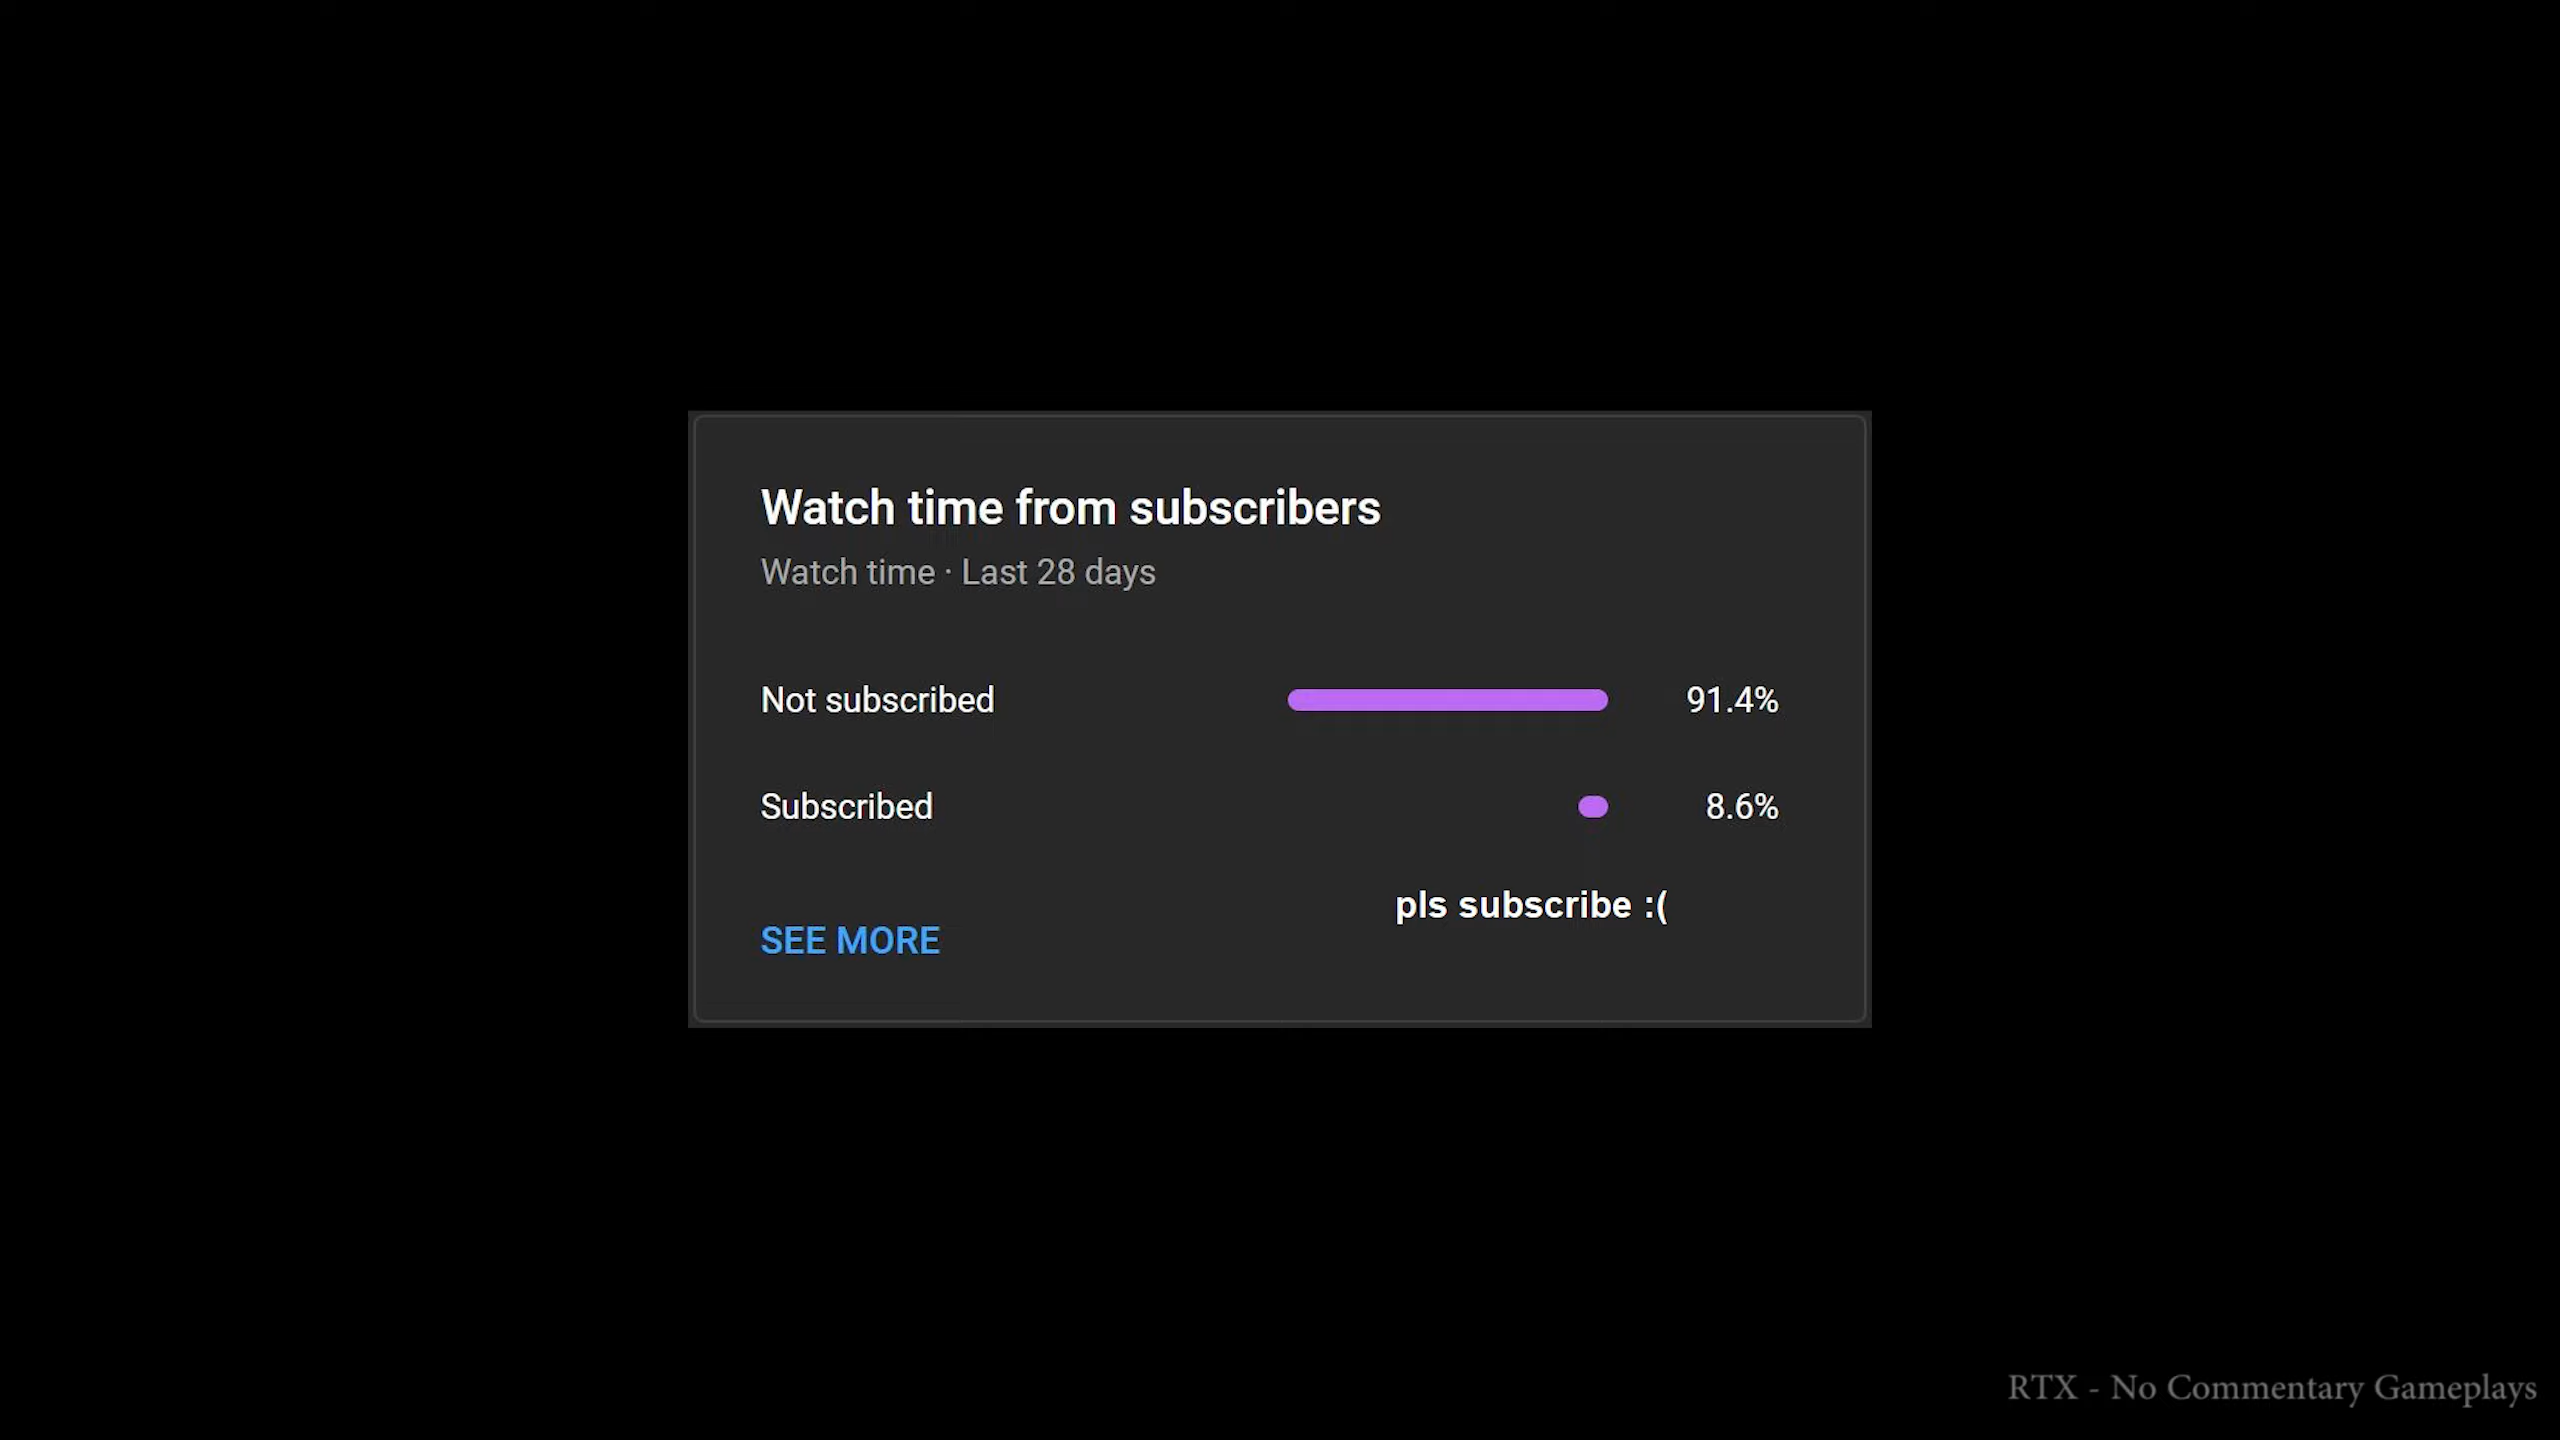 Watch time from subscribers
Watch time · Last 28 days
Not subscribed 91.4%
Subscribed 8.6%
pls subscribe :(
SEE MORE
RTX - No Commentary Gameplays